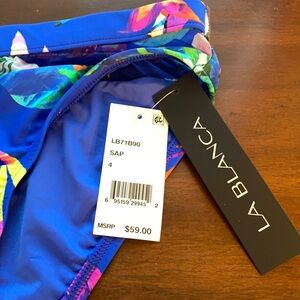 LB71B90
SAP
4
6 95159 29945 2
MSRP $59.00
LA BLANCA